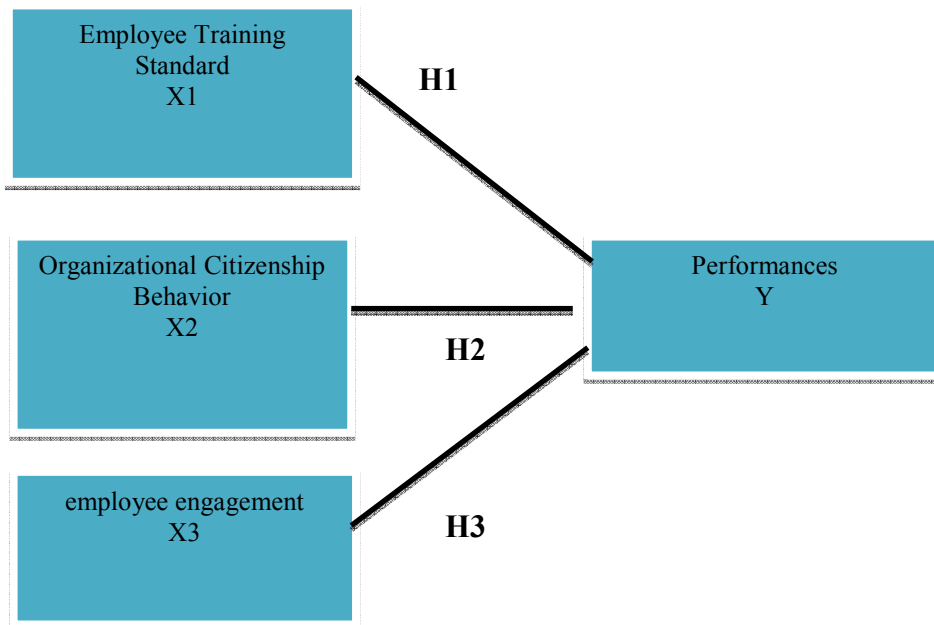 Employee Training
Standard
X1
H1
Organizational Citizenship
Behavior
X2
H2
Performances
Y
employee engagement
X3
H3